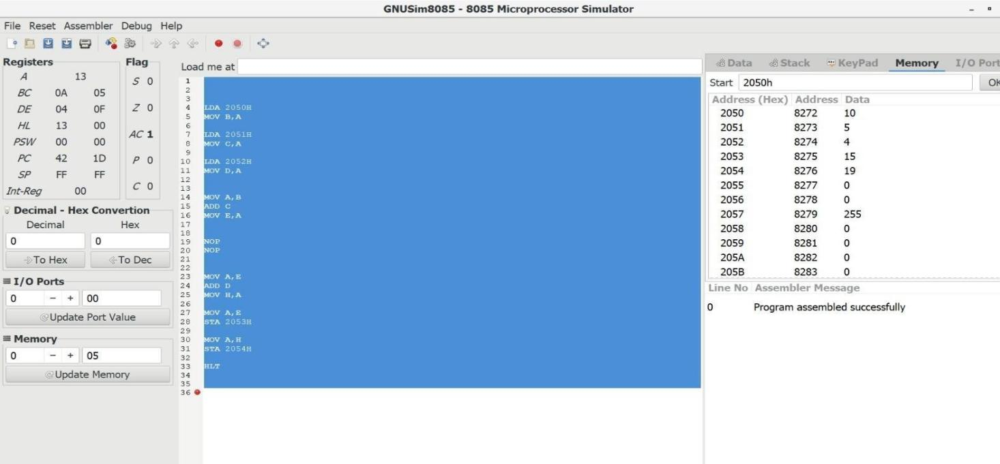 GNUSim8085 - 8085 Microprocessor Simulator
File Reset Assembler Debug Help
Registers
A 13
BC 0A 05
DE 04 0F
HL 13 00
PSW 00 00
PC 42 1D
SP FF FF
Int-Reg 00
Flag
S 0
Z 0
AC 1
P 0
C 0
Decimal - Hex Convertion
Decimal Hex
0 0
To Hex To Dec
I/O Ports
0 - + 00
Update Port Value
Memory
0 - + 05
Update Memory
Load me at
1
2
3
4 LDA 2050H
5 MOV B,A
6
7 LDA 2051H
8 MOV C,A
9
10 LDA 2052H
11 MOV D,A
12
13
14 MOV A,B
15 ADD C
16 MOV E,A
17
18
19 NOP
20 NOP
21
22
23 MOV A,E
24 ADD D
25 MOV H,A
26
27 MOV A,E
28 STA 2053H
29
30 MOV A,H
31 STA 2054H
32
33 HLT
34
35
36
Data Stack KeyPad Memory I/O Port
Start 2050h OK
Address (Hex) Address Data
2050 8272 10
2051 8273 5
2052 8274 4
2053 8275 15
2054 8276 19
2055 8277 0
2056 8278 0
2057 8279 255
2058 8280 0
2059 8281 0
205A 8282 0
205B 8283 0
Line No Assembler Message
0 Program assembled successfully